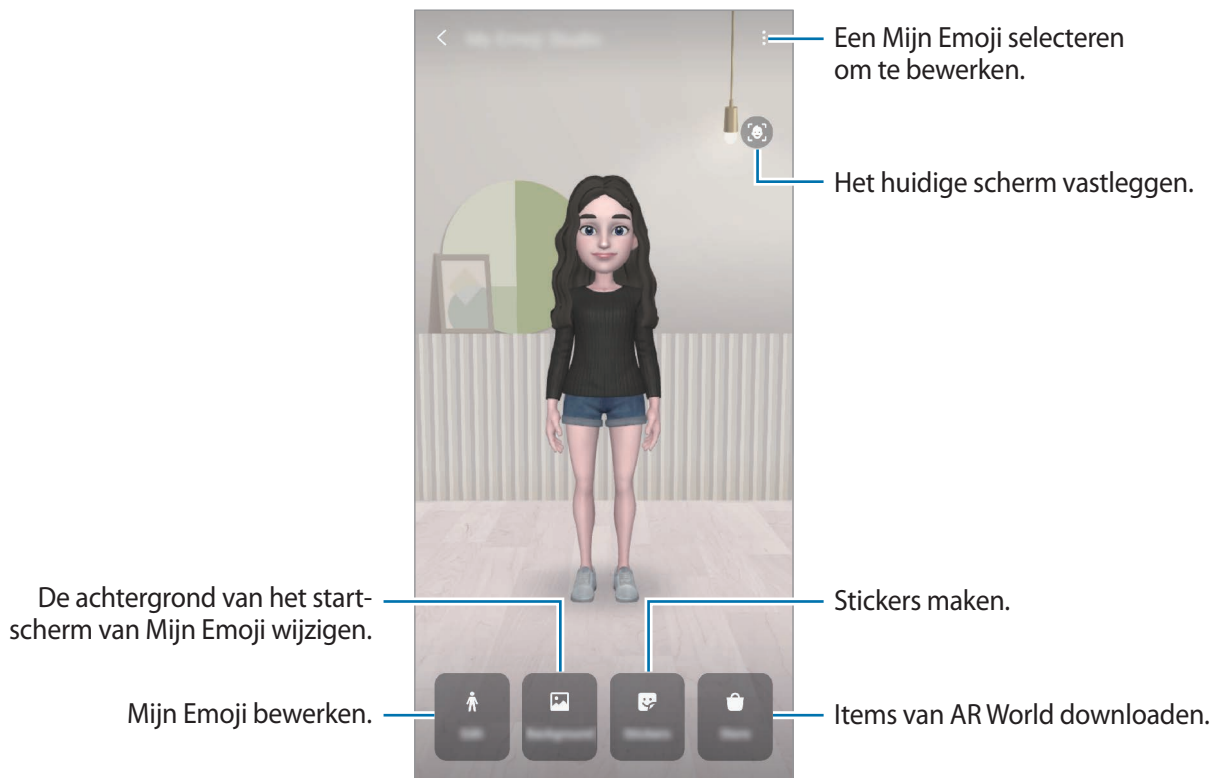 Een Mijn Emoji selecteren
om te bewerken.
Het huidige scherm vastleggen.
De achtergrond van het start-
scherm van Mijn Emoji wijzigen.
Stickers maken.
Mijn Emoji bewerken.
Items van AR World downloaden.